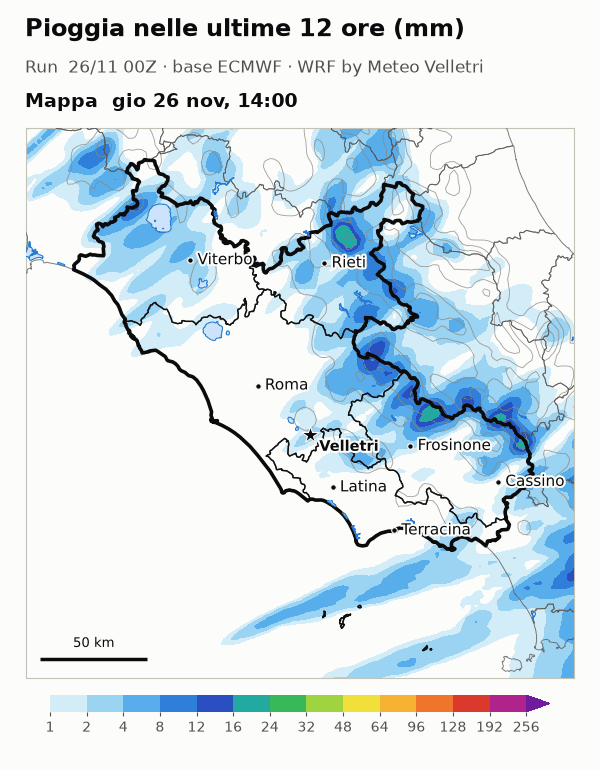 Pioggia nelle ultime 12 ore (mm)
Run 26/11 00Z · base ECMWF · WRF by Meteo Velletri
Mappa gio 26 nov, 14:00
Viterbo
Rieti
Roma
Velletri
Frosinone
Cassino
Latina
Terracina
50 km
1 2 4 8 12 16 24 32 48 64 96 128 192 256